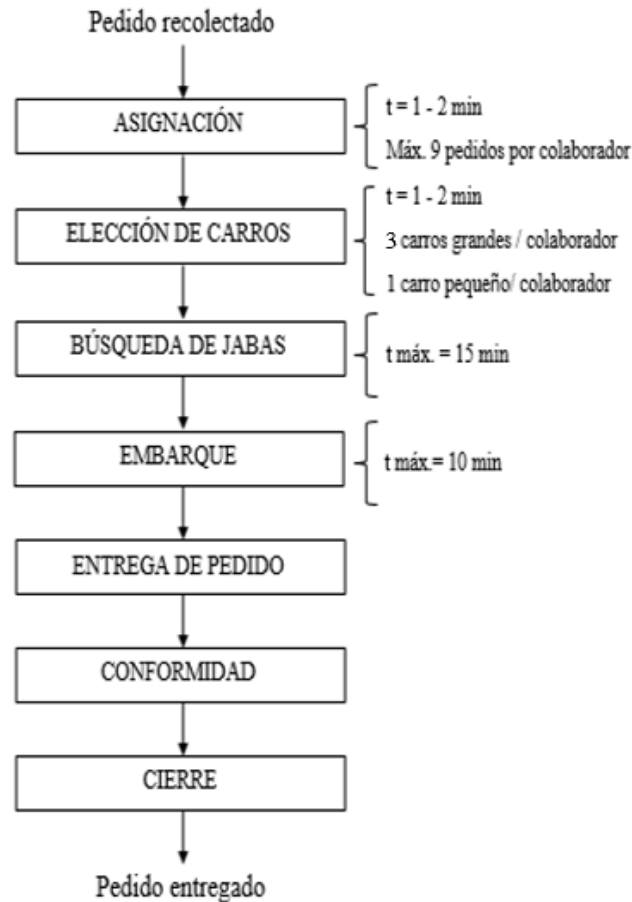 Pedido recolectado
ASIGNACIÓN
t = 1 - 2 min
Máx. 9 pedidos por colaborador
ELECCIÓN DE CARROS
t = 1 - 2 min
3 carros grandes / colaborador
1 carro pequeño/ colaborador
BÚSQUEDA DE JABAS
t máx. = 15 min
EMBARQUE
t máx.= 10 min
ENTREGA DE PEDIDO
CONFORMIDAD
CIERRE
Pedido entregado